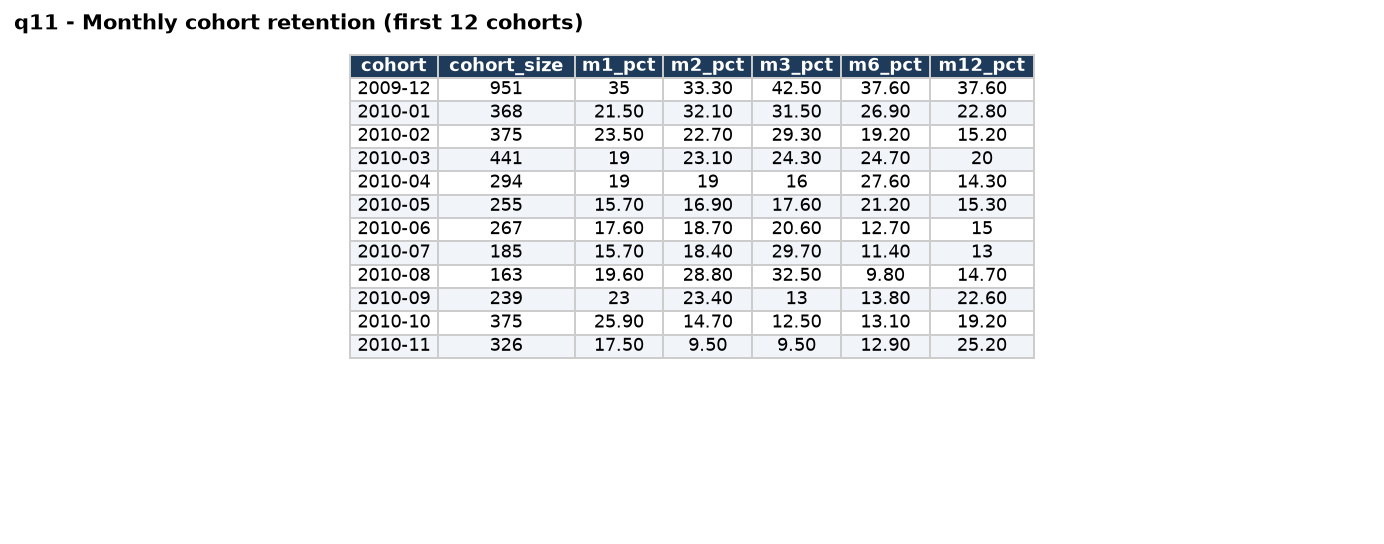 q11 - Monthly cohort retention (first 12 cohorts)
cohort cohort_size m1_pct m2_pct m3_pct m6_pct m12_pct
2009-12 951 35 33.30 42.50 37.60 37.60
2010-01 368 21.50 32.10 31.50 26.90 22.80
2010-02 375 23.50 22.70 29.30 19.20 15.20
2010-03 441 19 23.10 24.30 24.70 20
2010-04 294 19 19 16 27.60 14.30
2010-05 255 15.70 16.90 17.60 21.20 15.30
2010-06 267 17.60 18.70 20.60 12.70 15
2010-07 185 15.70 18.40 29.70 11.40 13
2010-08 163 19.60 28.80 32.50 9.80 14.70
2010-09 239 23 23.40 13 13.80 22.60
2010-10 375 25.90 14.70 12.50 13.10 19.20
2010-11 326 17.50 9.50 9.50 12.90 25.20